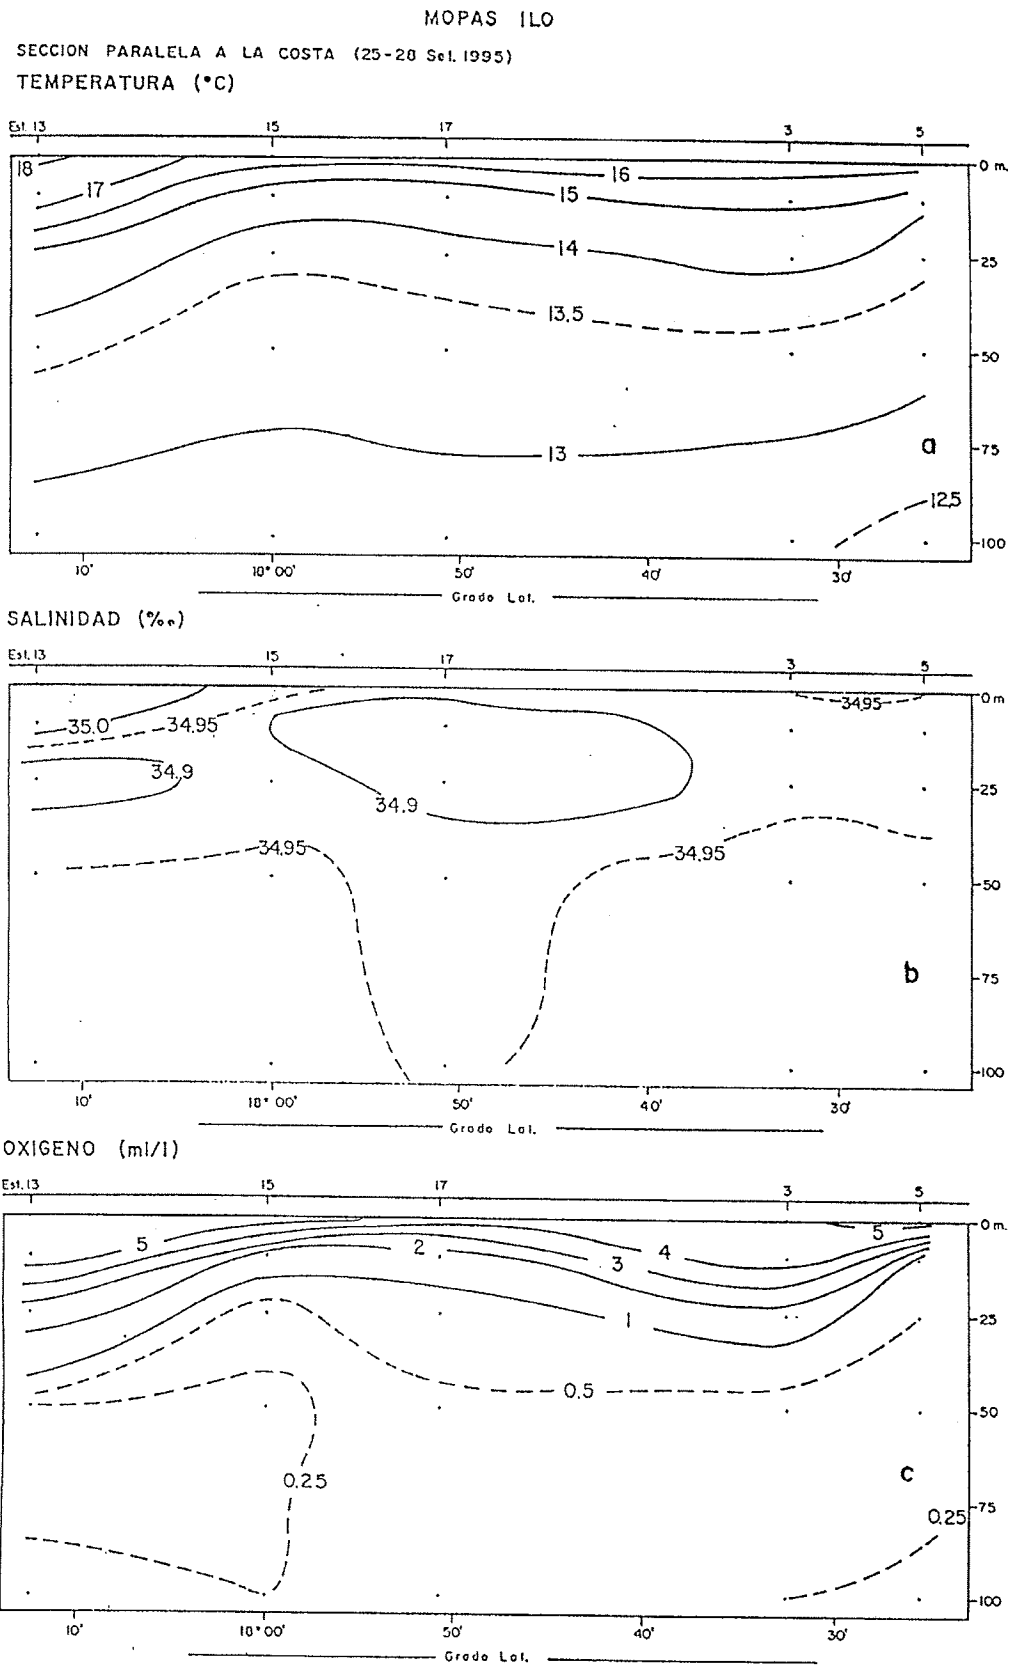 MOPAS ILO
SECCION PARALELA A LA COSTA (25-28 Set. 1995)
TEMPERATURA (°C)
Est. 13 15 17 3 5
18 0 m.
17 16
15
14 25
13,5
50
13 75
a
12,5
100
10' 18° 00' 50' 40' 30'
Grado Lat.
SALINIDAD (‰)
Est. 13 15 17 3 5
0 m
35.0 34.95 34.95
34.9 25
34.9
34.95 34.95
50
b 75
100
10' 18° 00' 50' 40' 30'
Grado Lat.
OXIGENO (ml/l)
Est. 13 15 17 3 5
5 0 m.
5 2 4
3
1 25
0.5
50
0.25 c
75
0.25
100
10' 18° 00' 50' 40' 30'
Grado Lat.